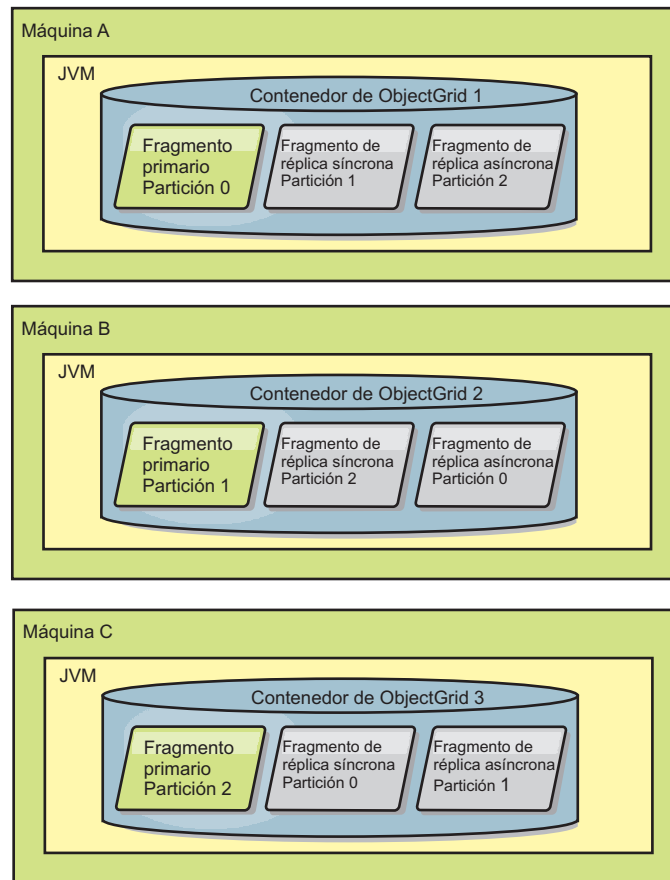 Máquina A
JVM
Contenedor de ObjectGrid 1
Fragmento
primario
Partición 0
Fragmento de
réplica síncrona
Partición 1
Fragmento de
réplica asíncrona
Partición 2
Máquina B
JVM
Contenedor de ObjectGrid 2
Fragmento
primario
Partición 1
Fragmento de
réplica síncrona
Partición 2
Fragmento de
réplica asíncrona
Partición 0
Máquina C
JVM
Contenedor de ObjectGrid 3
Fragmento
primario
Partición 2
Fragmento de
réplica síncrona
Partición 0
Fragmento de
réplica asíncrona
Partición 1